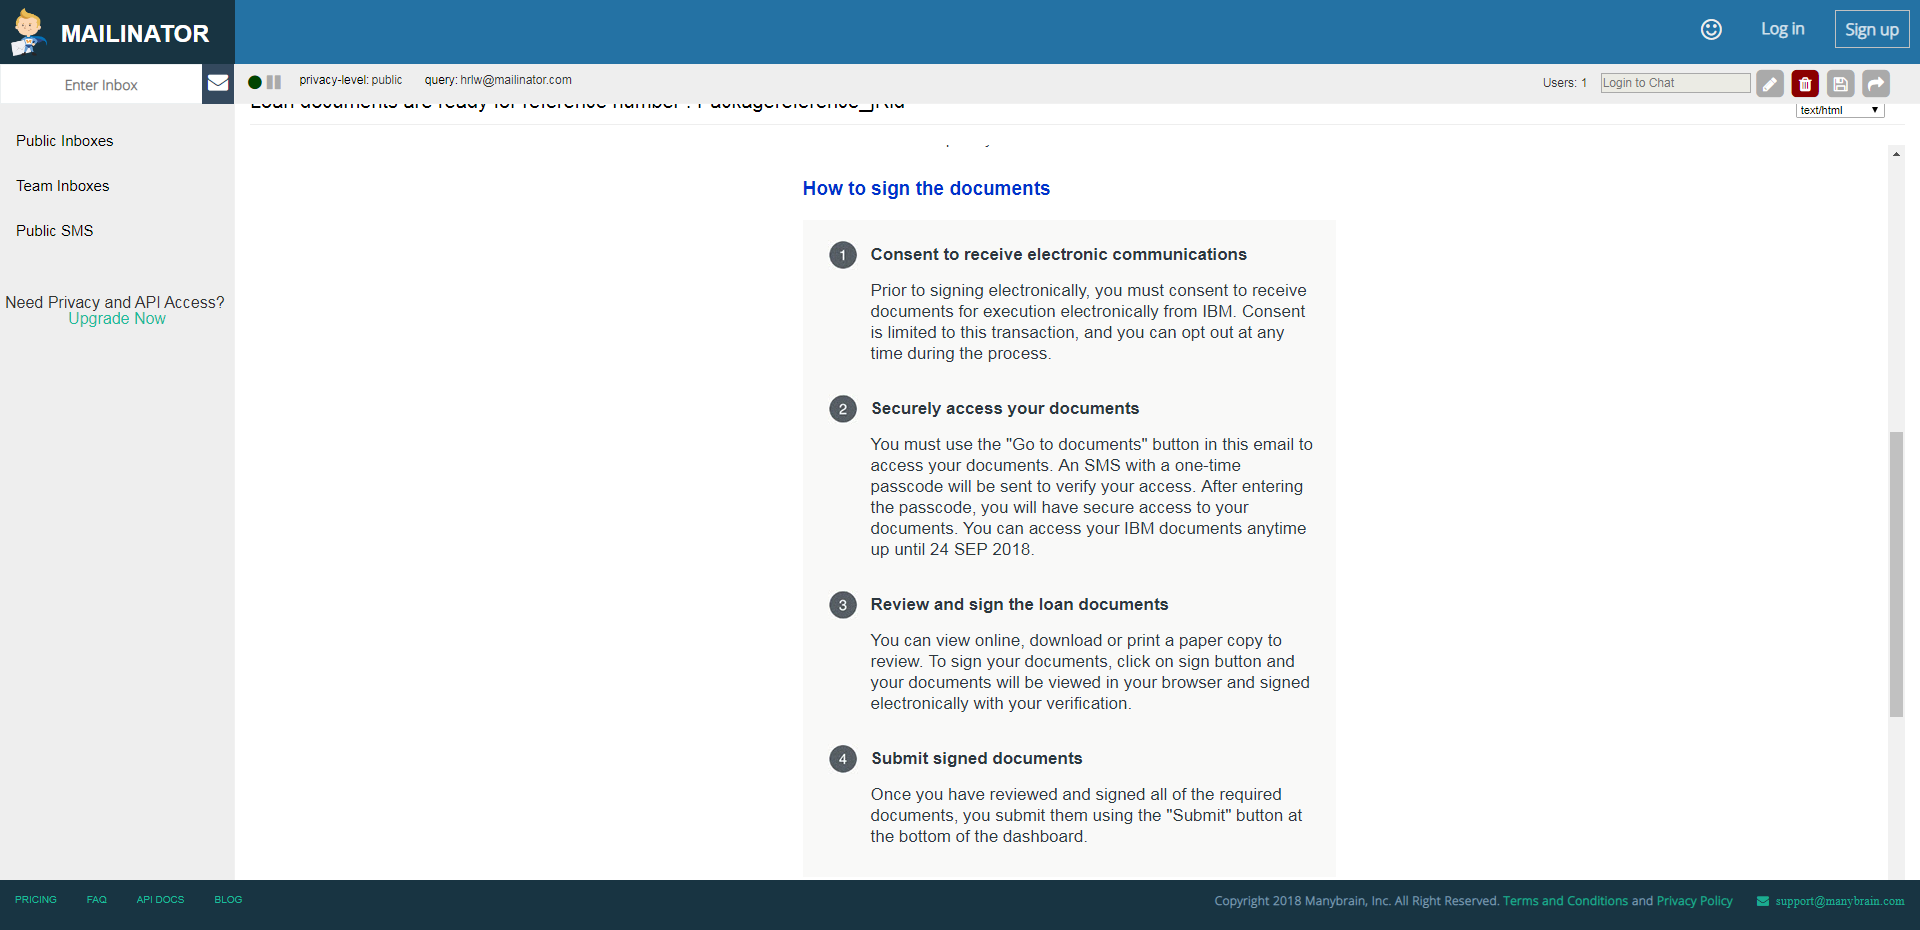 MAILINATOR
Log in
Sign up
Enter Inbox
privacy-level: public query: hrlw@mailinator.com
Users: 1
Login to Chat
Loan documents are ready for reference number : Packagereference_Rid
text/html
Public Inboxes
Team Inboxes
Public SMS
Need Privacy and API Access?
Upgrade Now
How to sign the documents
1 Consent to receive electronic communications
Prior to signing electronically, you must consent to receive
documents for execution electronically from IBM. Consent
is limited to this transaction, and you can opt out at any
time during the process.
2 Securely access your documents
You must use the "Go to documents" button in this email to
access your documents. An SMS with a one-time
passcode will be sent to verify your access. After entering
the passcode, you will have secure access to your
documents. You can access your IBM documents anytime
up until 24 SEP 2018.
3 Review and sign the loan documents
You can view online, download or print a paper copy to
review. To sign your documents, click on sign button and
your documents will be viewed in your browser and signed
electronically with your verification.
4 Submit signed documents
Once you have reviewed and signed all of the required
documents, you submit them using the "Submit" button at
the bottom of the dashboard.
PRICING FAQ API DOCS BLOG
Copyright 2018 Manybrain, Inc. All Right Reserved. Terms and Conditions and Privacy Policy
support@manybrain.com